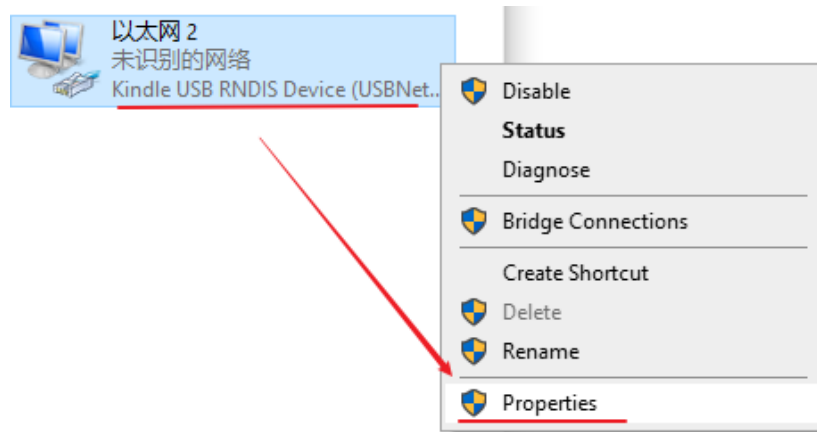 以太网 2
未识别的网络
Kindle USB RNDIS Device (USBNet...
Disable
Status
Diagnose
Bridge Connections
Create Shortcut
Delete
Rename
Properties